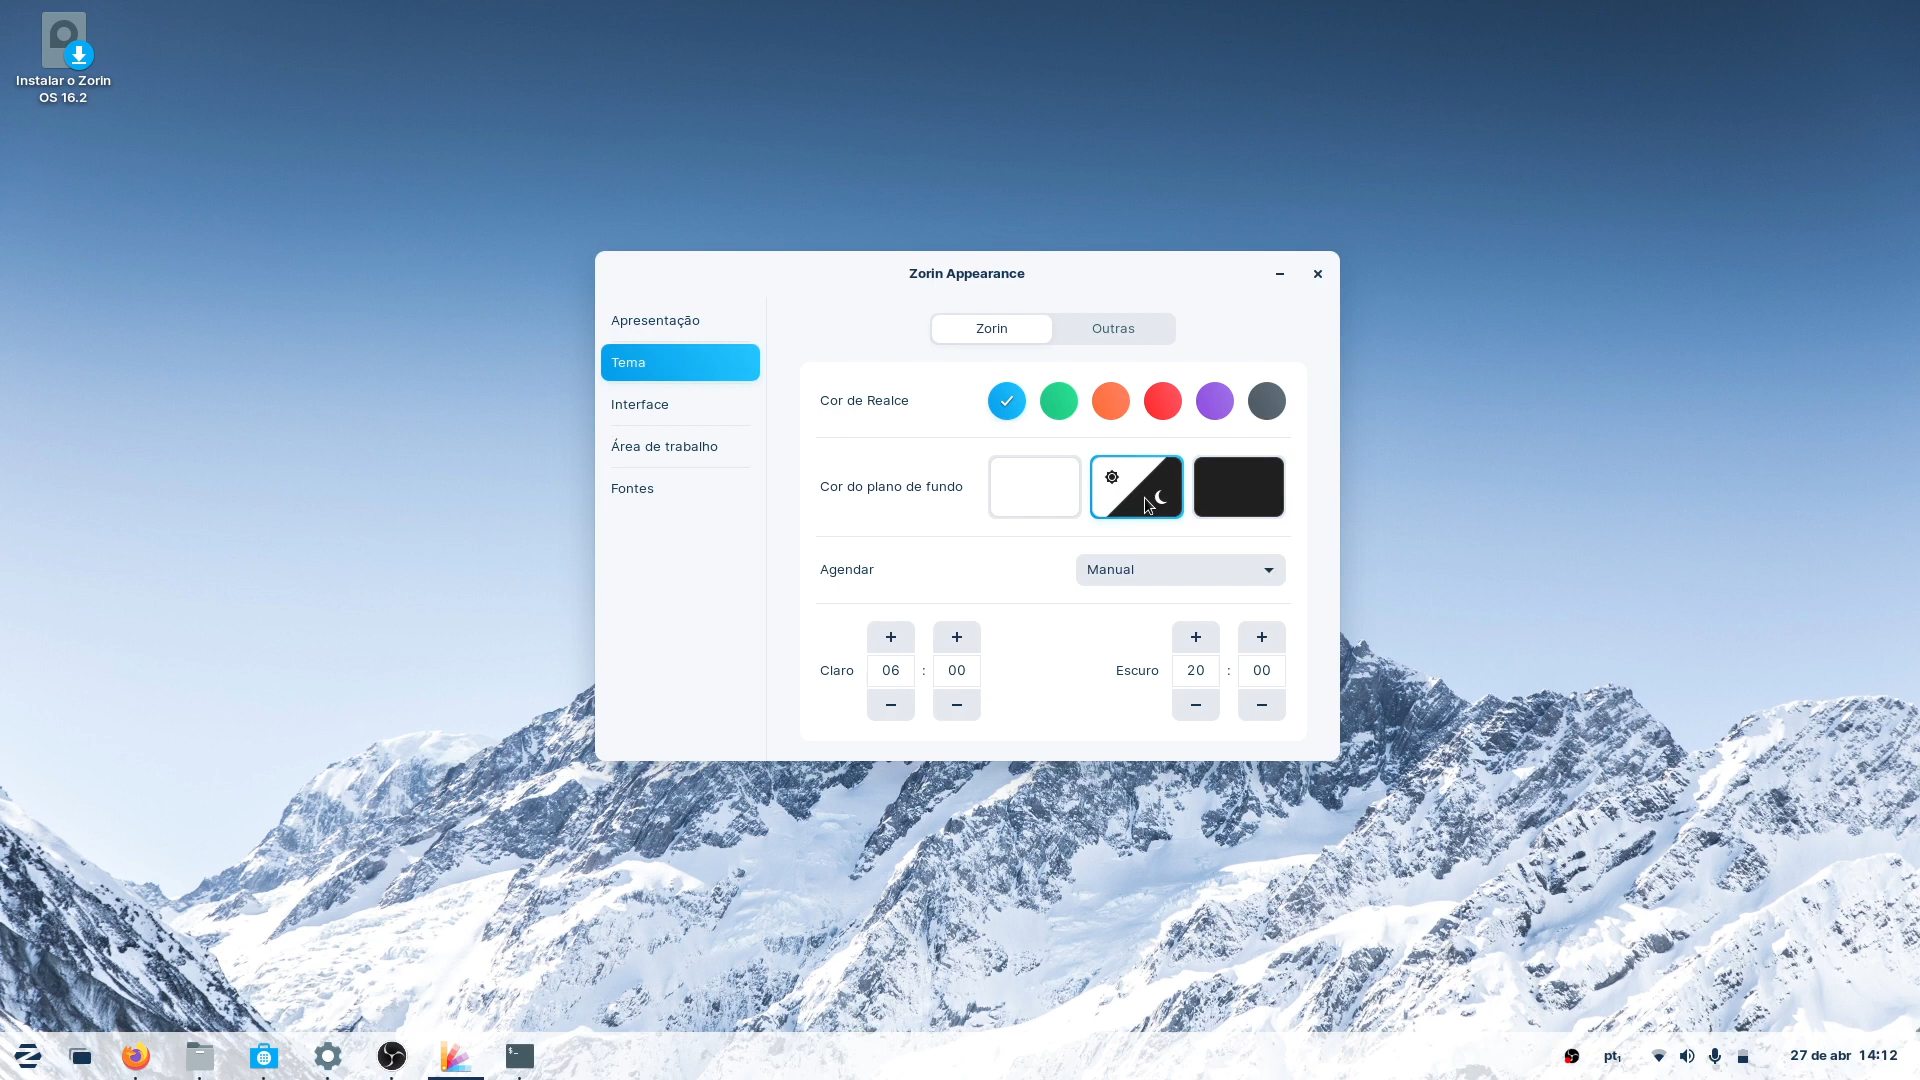 Instalar o Zorin
OS 16.2
Zorin Appearance
Apresentação
Tema
Interface
Área de trabalho
Fontes
Zorin
Outras
Cor de Realce
Cor do plano de fundo
Agendar
Manual
Claro
06 : 00
Escuro
20 : 00
pt₁
27 de abr 14:12